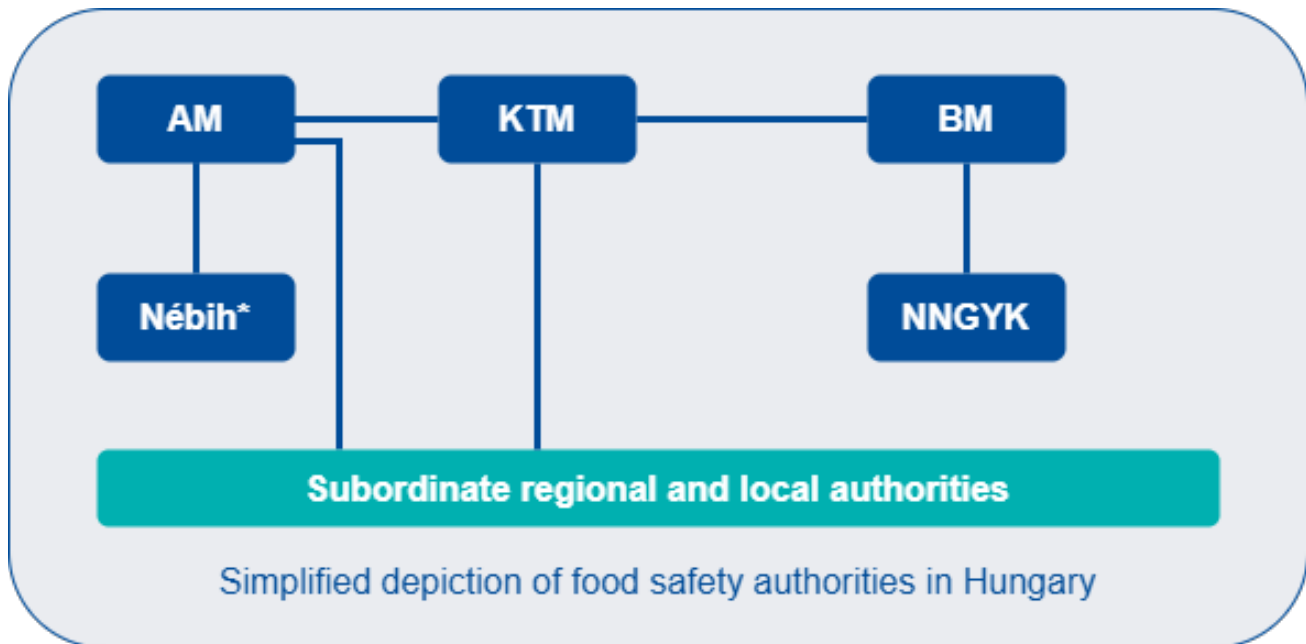 AM
KTM
BM
Nébih*
NNGYK
Subordinate regional and local authorities
Simplified depiction of food safety authorities in Hungary